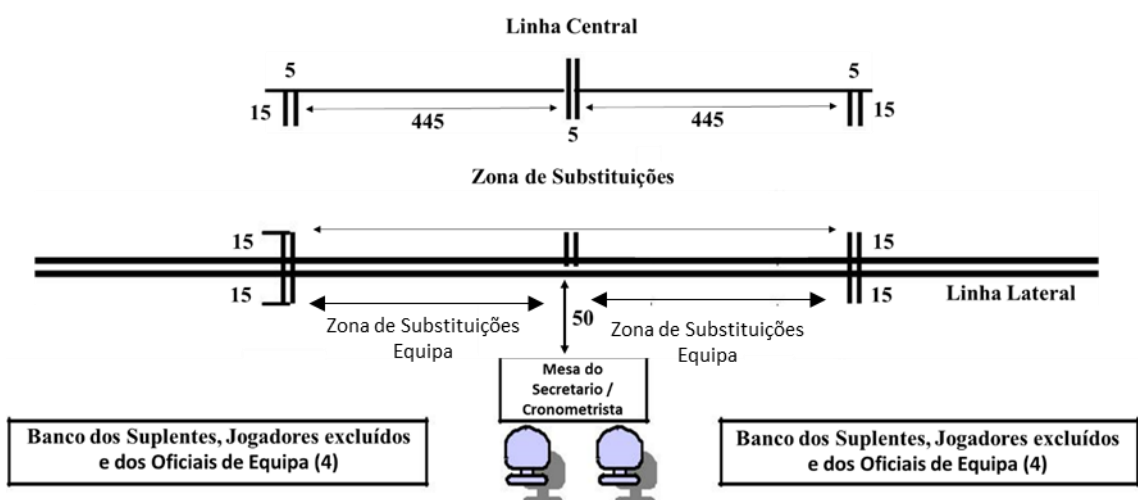 Linha Central
5
5
15
445
5
445
15
Zona de Substituições
15
15
15
15
Linha Lateral
Zona de Substituições
Equipa
50
Zona de Substituições
Equipa
Mesa do
Secretario /
Cronometrista
Banco dos Suplentes, Jogadores excluídos
e dos Oficiais de Equipa (4)
Banco dos Suplentes, Jogadores excluídos
e dos Oficiais de Equipa (4)